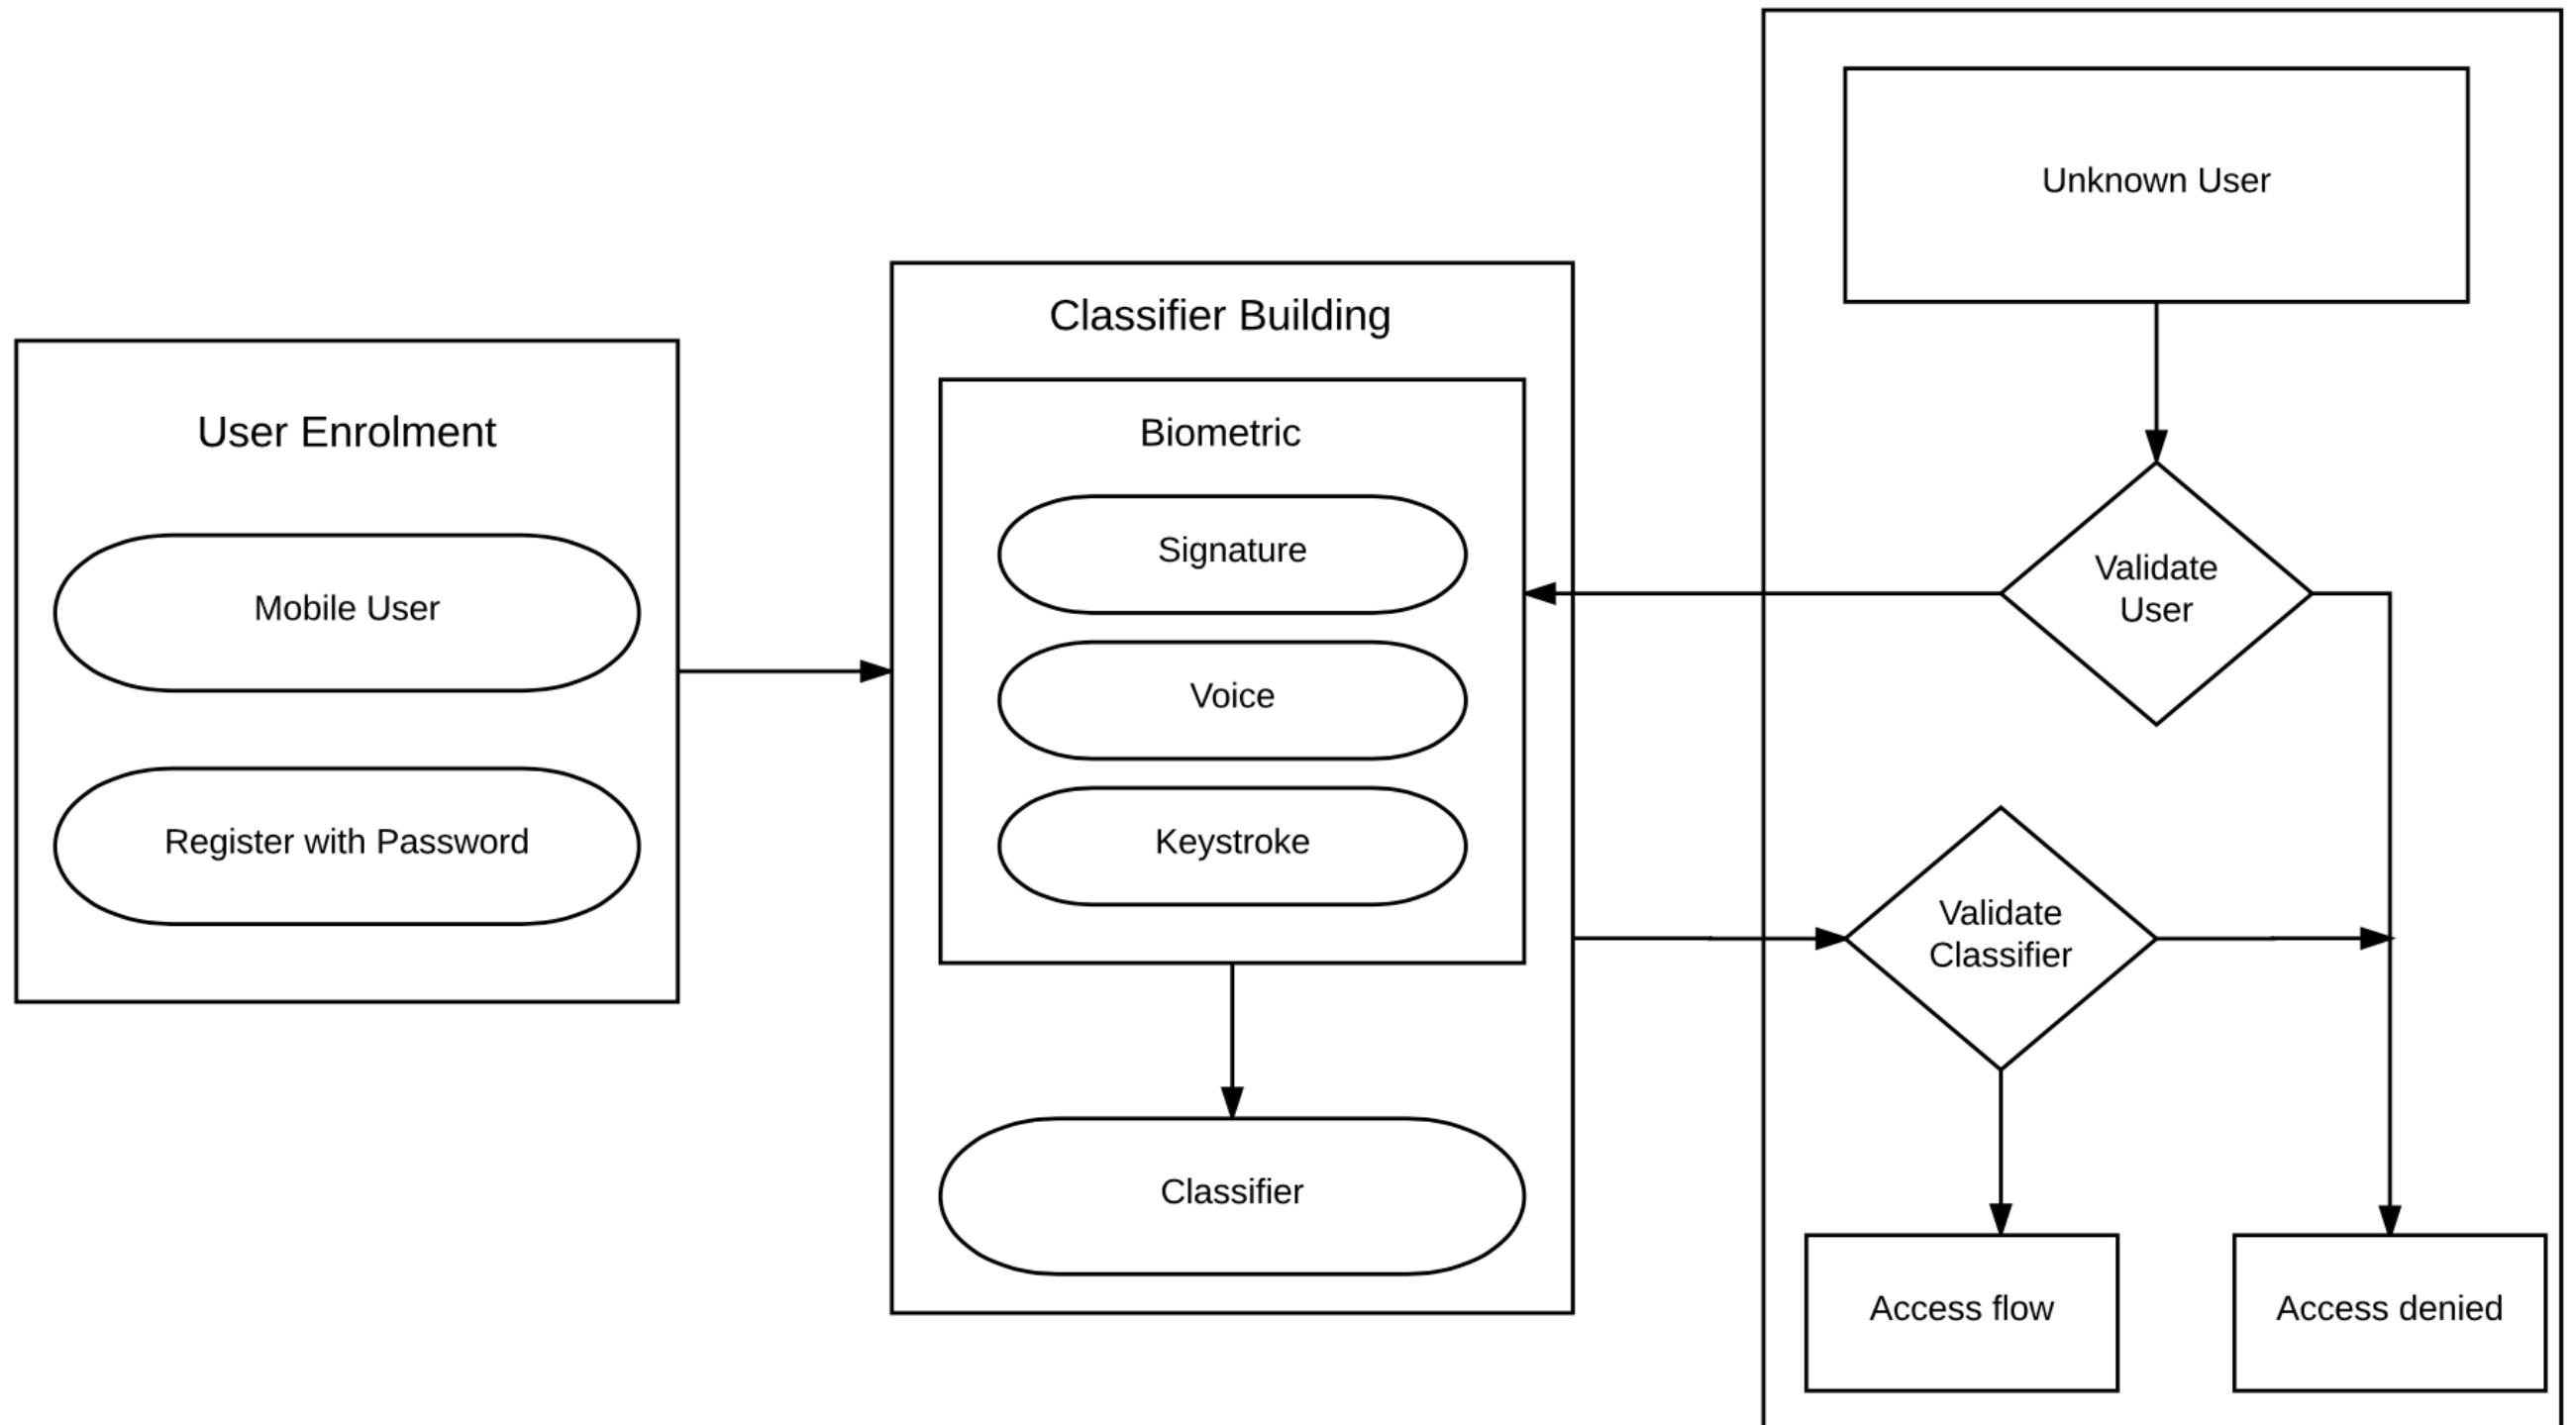 User Enrolment
Mobile User
Register with Password
Classifier Building
Biometric
Signature
Voice
Keystroke
Classifier
Unknown User
Validate
User
Validate
Classifier
Access flow
Access denied